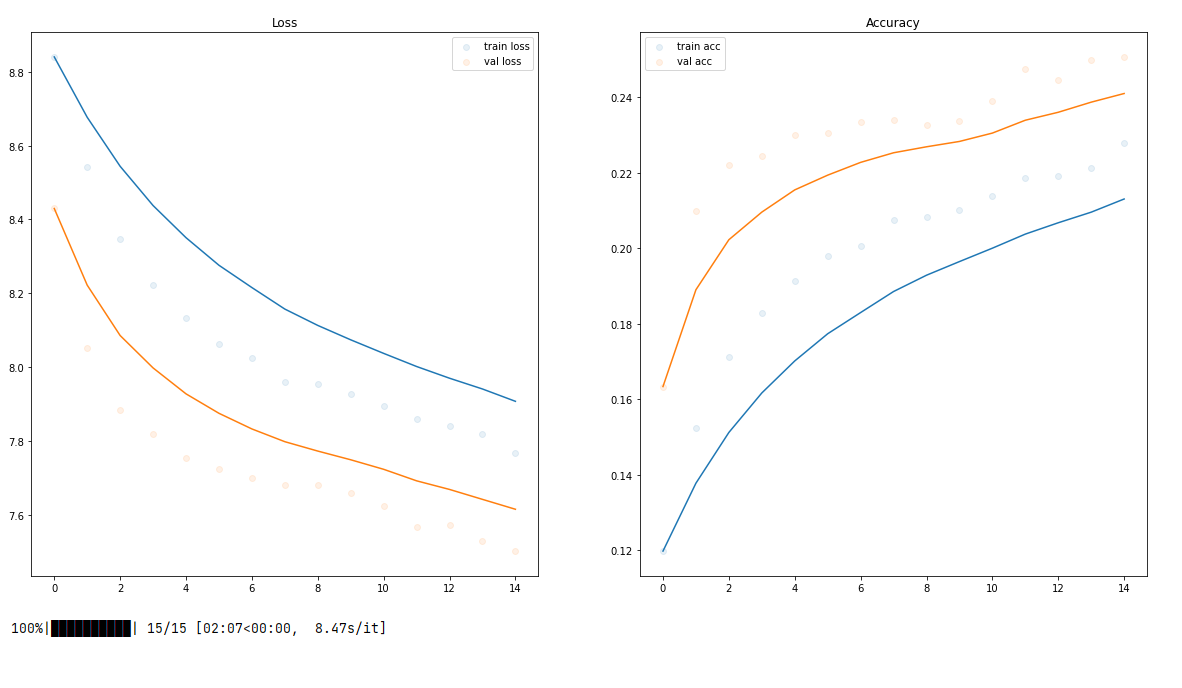 Loss
train loss
val loss
8.8
8.6
8.4
8.2
8.0
7.8
7.6
0 2 4 6 8 10 12 14
Accuracy
train acc
val acc
0.24
0.22
0.20
0.18
0.16
0.14
0.12
0 2 4 6 8 10 12 14
100%| | 15/15 [02:07<00:00, 8.47s/it]